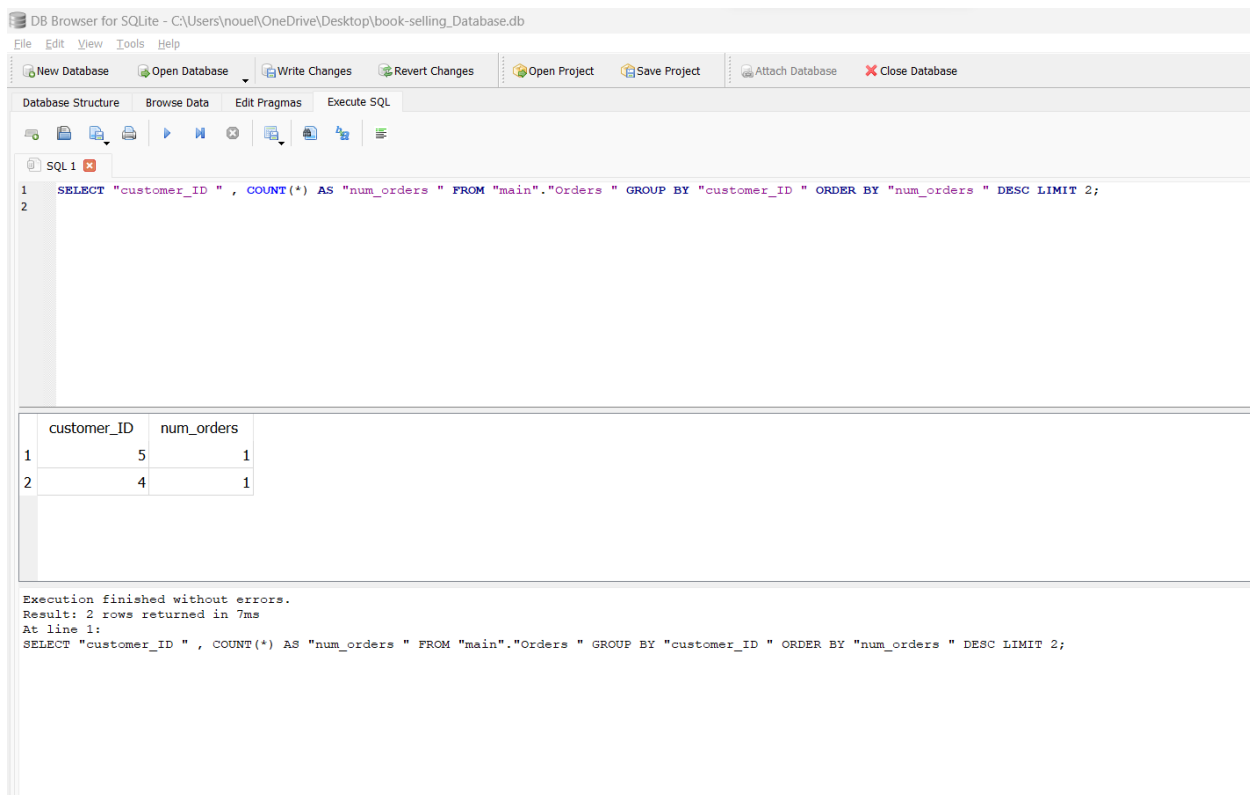 DB Browser for SQLite - C:\Users\nouel\OneDrive\Desktop\book-selling_Database.db
File Edit View Tools Help
New Database Open Database Write Changes Revert Changes Open Project Save Project Attach Database Close Database
Database Structure Browse Data Edit Pragmas Execute SQL
SQL 1
1 SELECT "customer_ID " , COUNT(*) AS "num_orders " FROM "main"."Orders " GROUP BY "customer_ID " ORDER BY "num_orders " DESC LIMIT 2;
2
customer_ID num_orders
1 5 1
2 4 1
Execution finished without errors.
Result: 2 rows returned in 7ms
At line 1:
SELECT "customer_ID " , COUNT(*) AS "num_orders " FROM "main"."Orders " GROUP BY "customer_ID " ORDER BY "num_orders " DESC LIMIT 2;